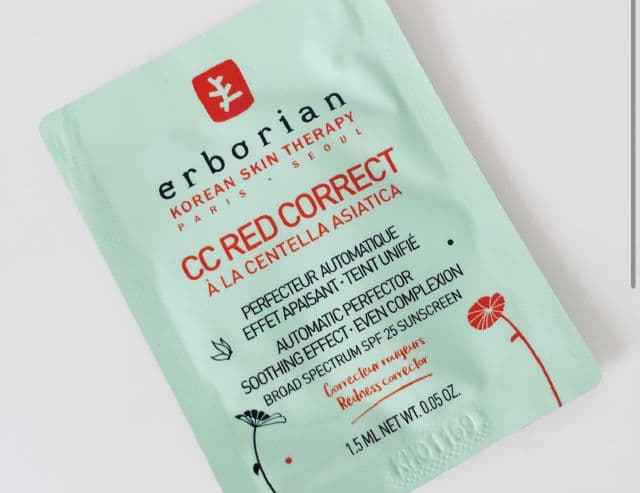 erborian
KOREAN SKIN THERAPY
PARIS · SEOUL
CC RED CORRECT
À LA CENTELLA ASIATICA
PERFECTEUR AUTOMATIQUE
EFFET APAISANT · TEINT UNIFIÉ
AUTOMATIC PERFECTOR
SOOTHING EFFECT · EVEN COMPLEXION
BROAD SPECTRUM SPF 25 SUNSCREEN
Correcteur rougeurs
Redness corrector
1.5 ML NET WT. 0.05 OZ.